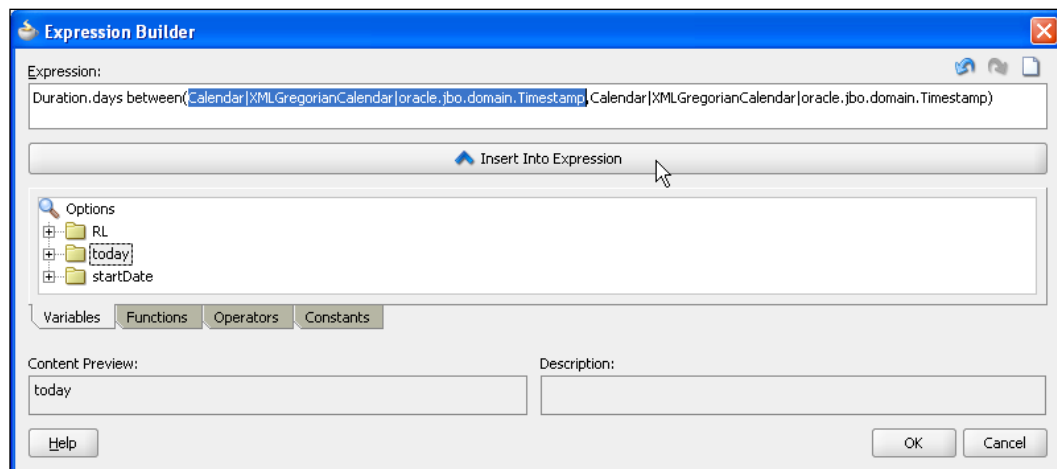 Expression Builder
Expression:
Duration.days between(Calendar|XMLGregorianCalendar|oracle.jbo.domain.Timestamp,Calendar|XMLGregorianCalendar|oracle.jbo.domain.Timestamp)
Insert Into Expression
Options
RL
today
startDate
Variables Functions Operators Constants
Content Preview: Description:
today
Help OK Cancel